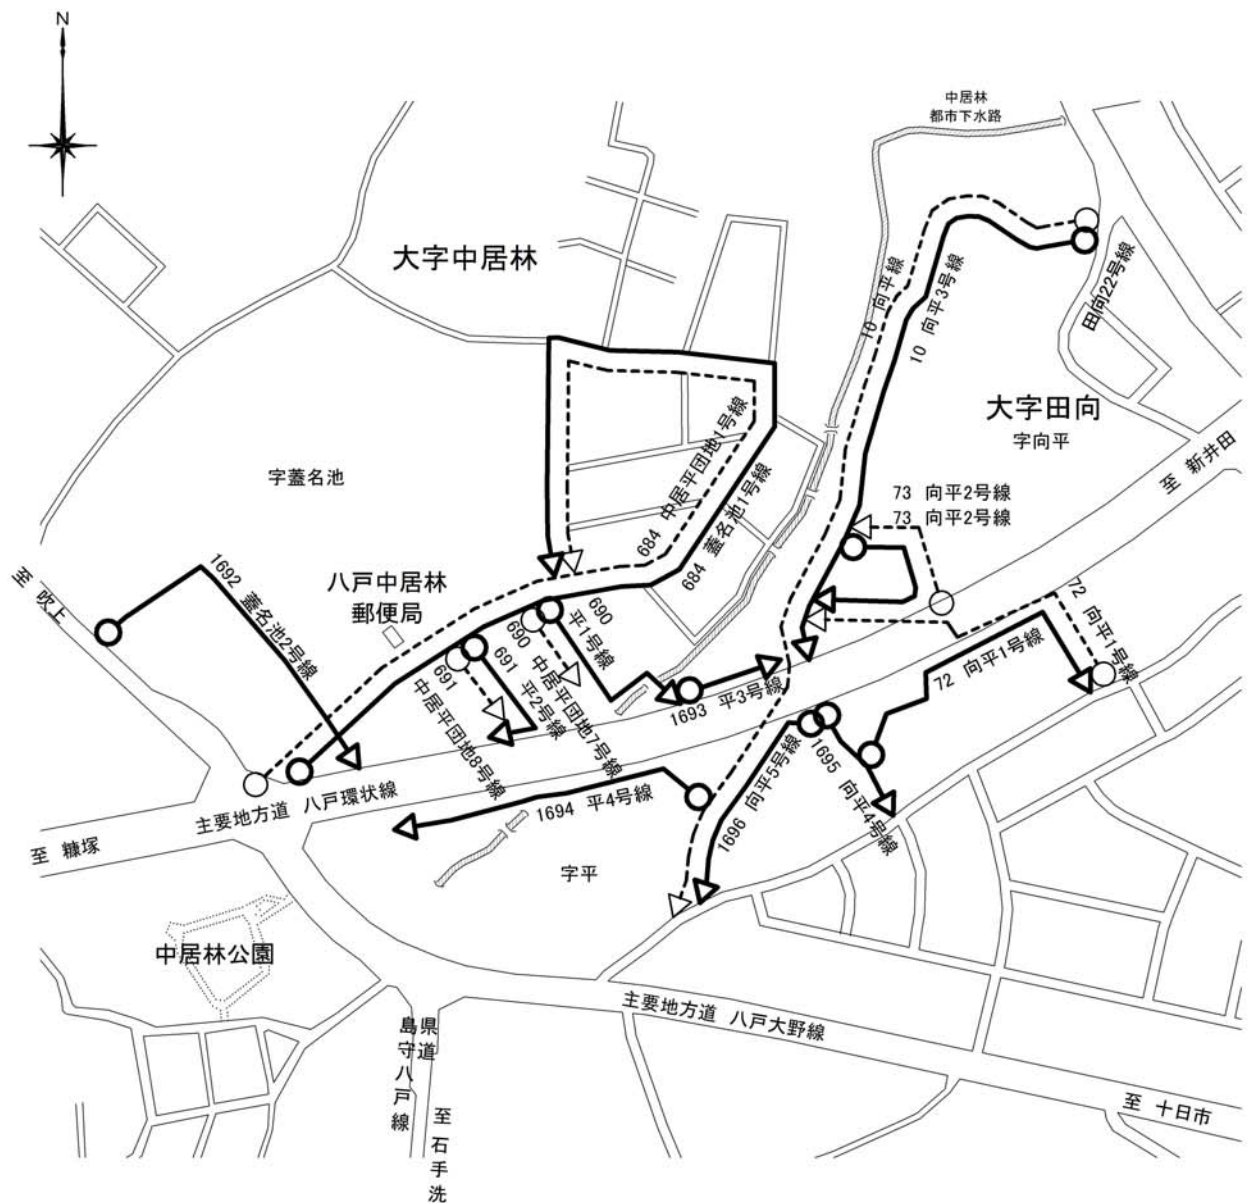 N
中居林
都市下水路
大字中居林
10 向平線
10 向平3号線
田向22号線
大字田向
字向平
至 新井田
684 中居平団地1号線
684 蓋名池1号線
字蓋名池
73 向平2号線
73 向平2号線
至 吹上
1692 蓋名池2号線
八戸中居林
郵便局
690 平1号線
690 中居平団地7号線
691 平2号線
691 中居平団地8号線
72 向平1号線
72 向平1号線
1693 平3号線
1694 平4号線
1695 向平4号線
1696 向平5号線
主要地方道 八戸環状線
至 糠塚
字平
中居林公園
主要地方道 八戸大野線
県道
島守八戸線
至 石手洗
至 十日市